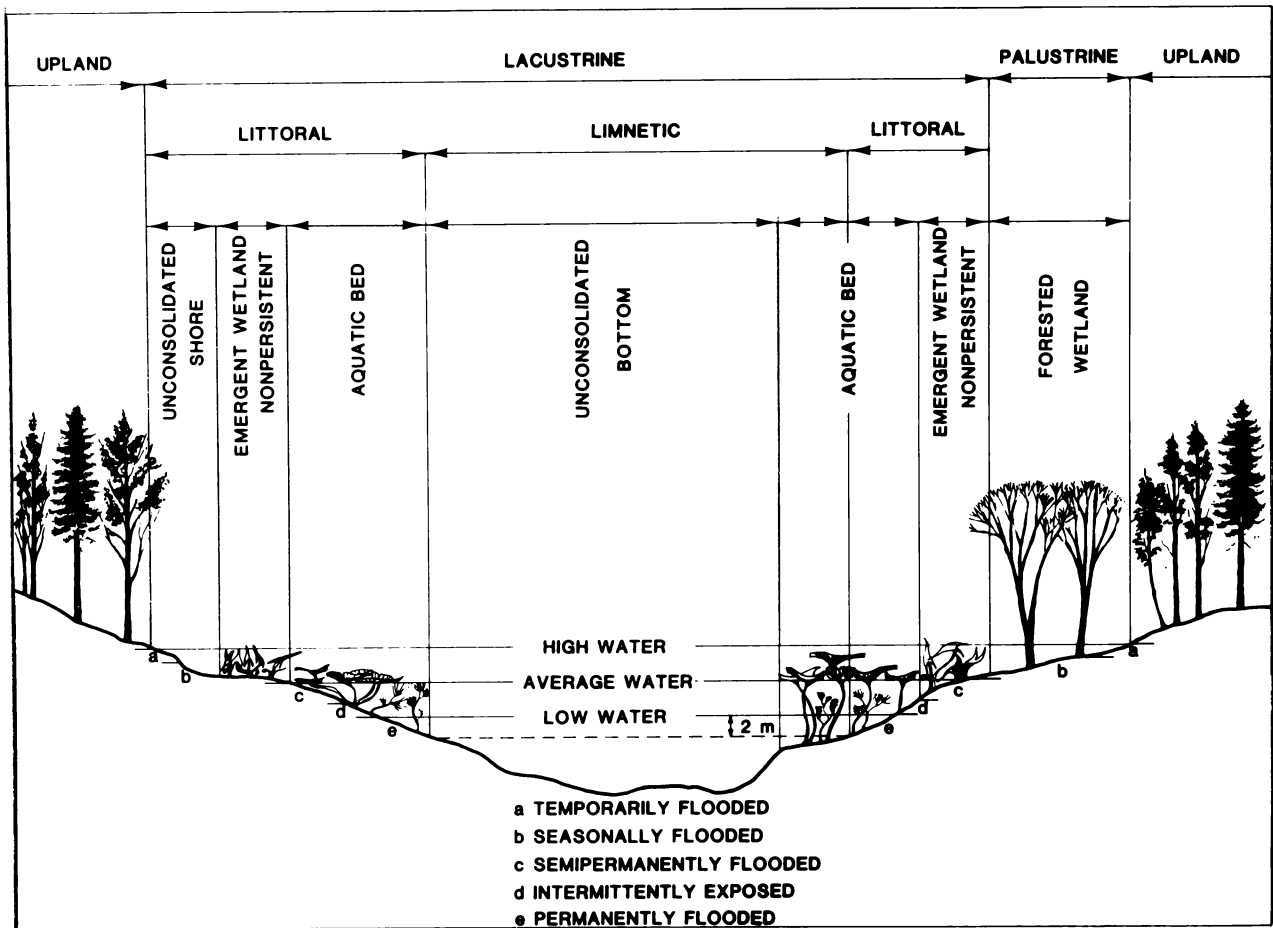 UPLAND
LACUSTRINE
PALUSTRINE
UPLAND
LITTORAL
LIMNETIC
LITTORAL
UNCONSOLIDATED
SHORE
EMERGENT WETLAND
NONPERSISTENT
AQUATIC BED
UNCONSOLIDATED
BOTTOM
AQUATIC BED
EMERGENT WETLAND
NONPERSISTENT
FORESTED
WETLAND
HIGH WATER
AVERAGE WATER
LOW WATER
2 m
a
b
c
d
e
e
d
c
b
a
a TEMPORARILY FLOODED
b SEASONALLY FLOODED
c SEMIPERMANENTLY FLOODED
d INTERMITTENTLY EXPOSED
e PERMANENTLY FLOODED